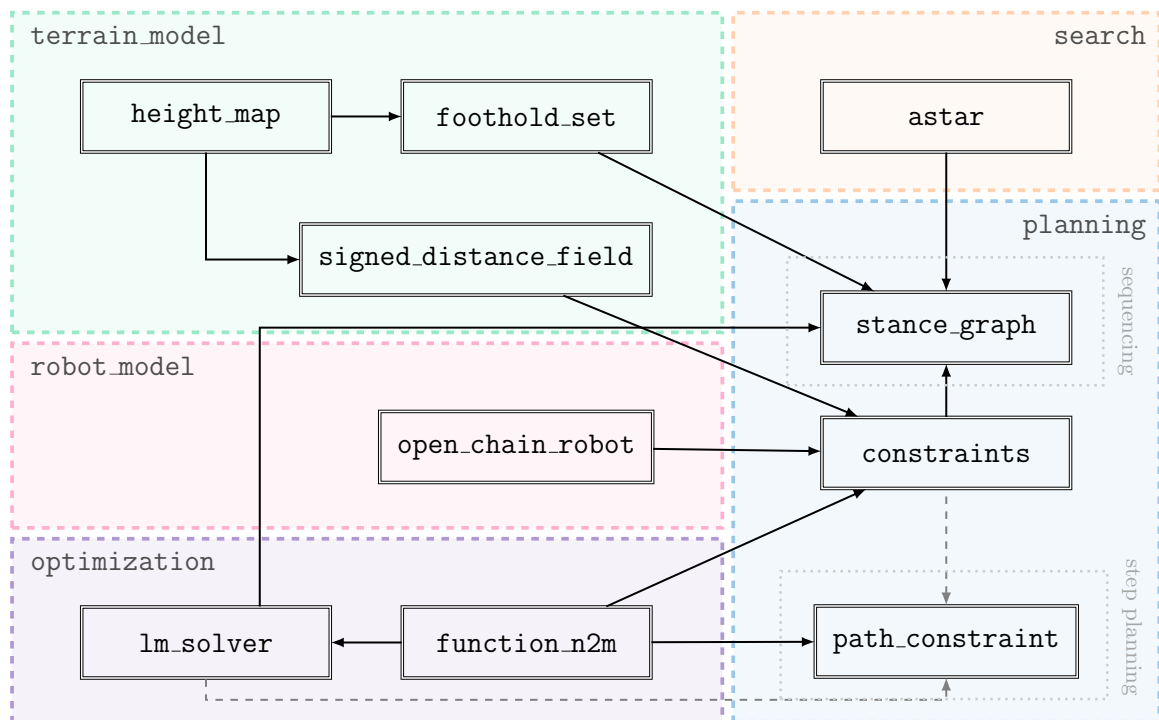 terrain_model
search
height_map
foothold_set
astar
planning
signed_distance_field
sequencing
stance_graph
robot_model
open_chain_robot
constraints
optimization
step planning
lm_solver
function_n2m
path_constraint